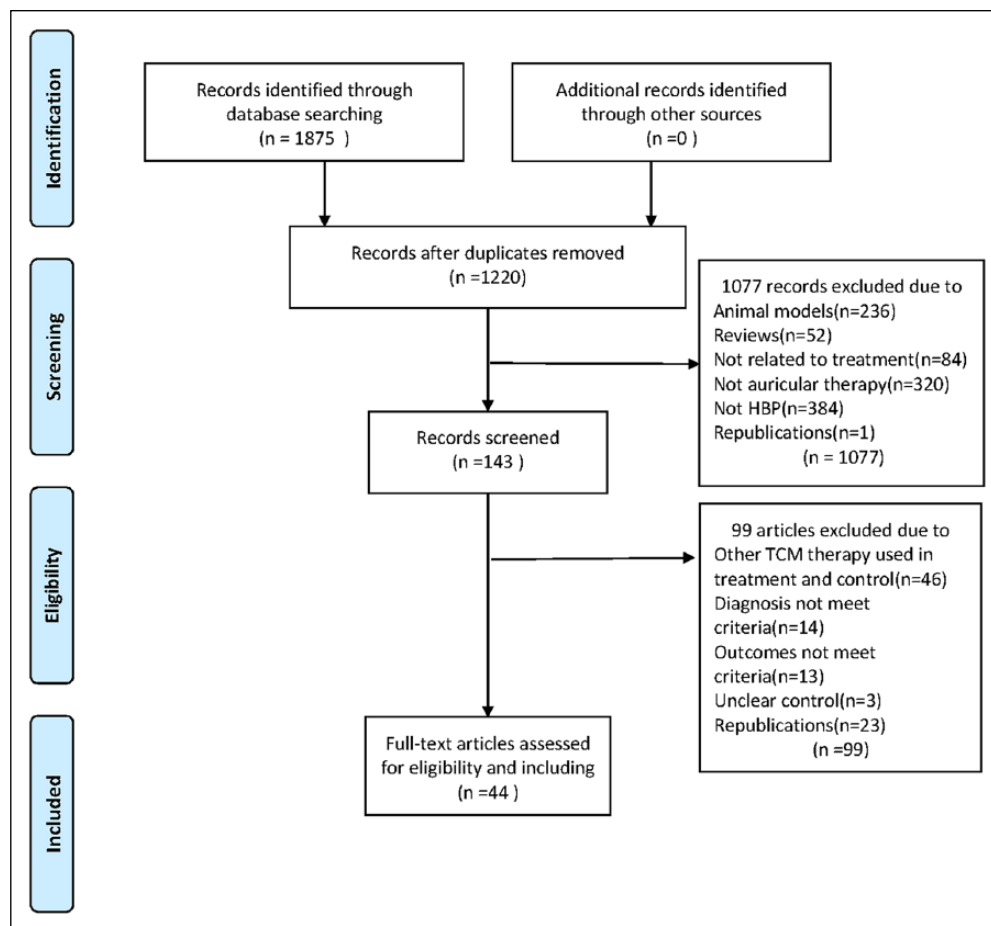 Identification
Records identified through
database searching
(n = 1875  )
Additional records identified
through other sources
(n =0 )
Records after duplicates removed
(n =1220)
Screening
1077 records excluded due to
Animal models(n=236)
Reviews(n=52)
Not related to treatment(n=84)
Not auricular therapy(n=320)
Not HBP(n=384)
Republications(n=1)
(n = 1077)
Records screened
(n =143  )
Eligibility
99 articles excluded due to
Other TCM therapy used in
treatment and control(n=46)
Diagnosis not meet
criteria(n=14)
Outcomes not meet
criteria(n=13)
Unclear control(n=3)
Republications(n=23)
(n =99)
Included
Full-text articles assessed
for eligibility and including
(n =44  )